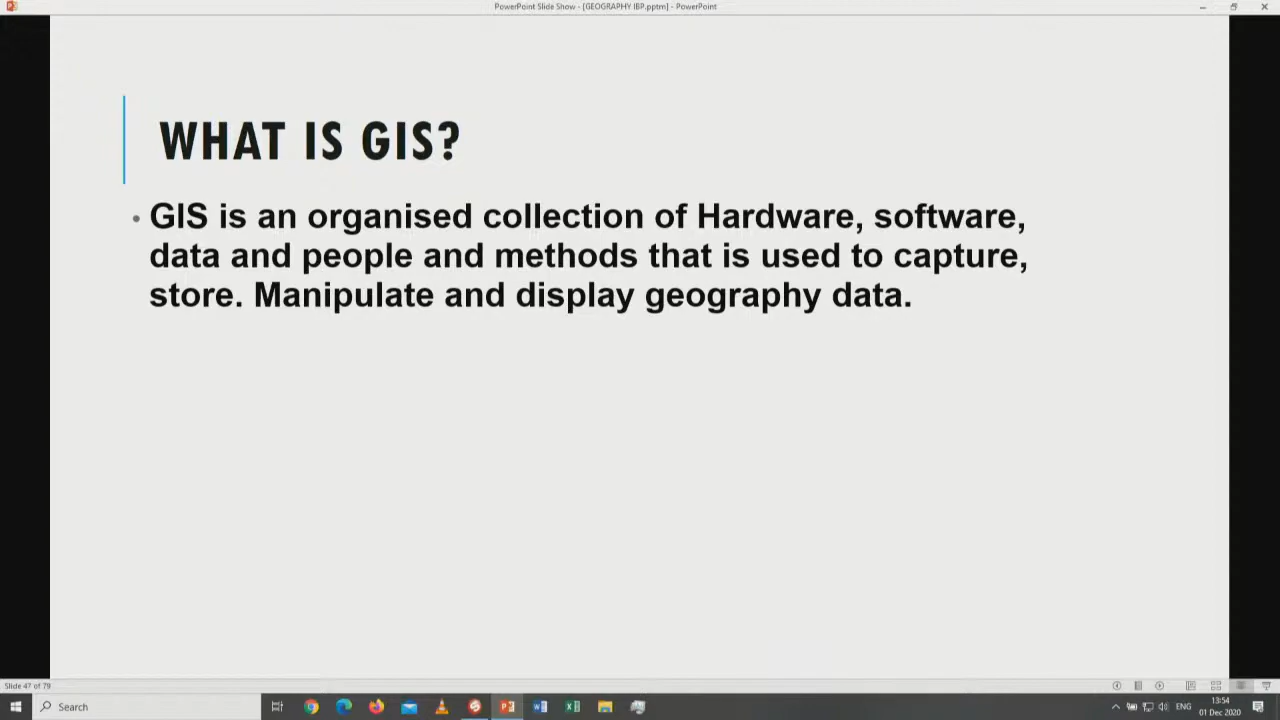 PowerPoint Slide Show - [GEOGRAPHY IBP.pptm] - PowerPoint
WHAT IS GIS?
• GIS is an organised collection of Hardware, software,
data and people and methods that is used to capture,
store. Manipulate and display geography data.
Slide 47 of 79
Search
ENG
13:54
01 Dec 2020